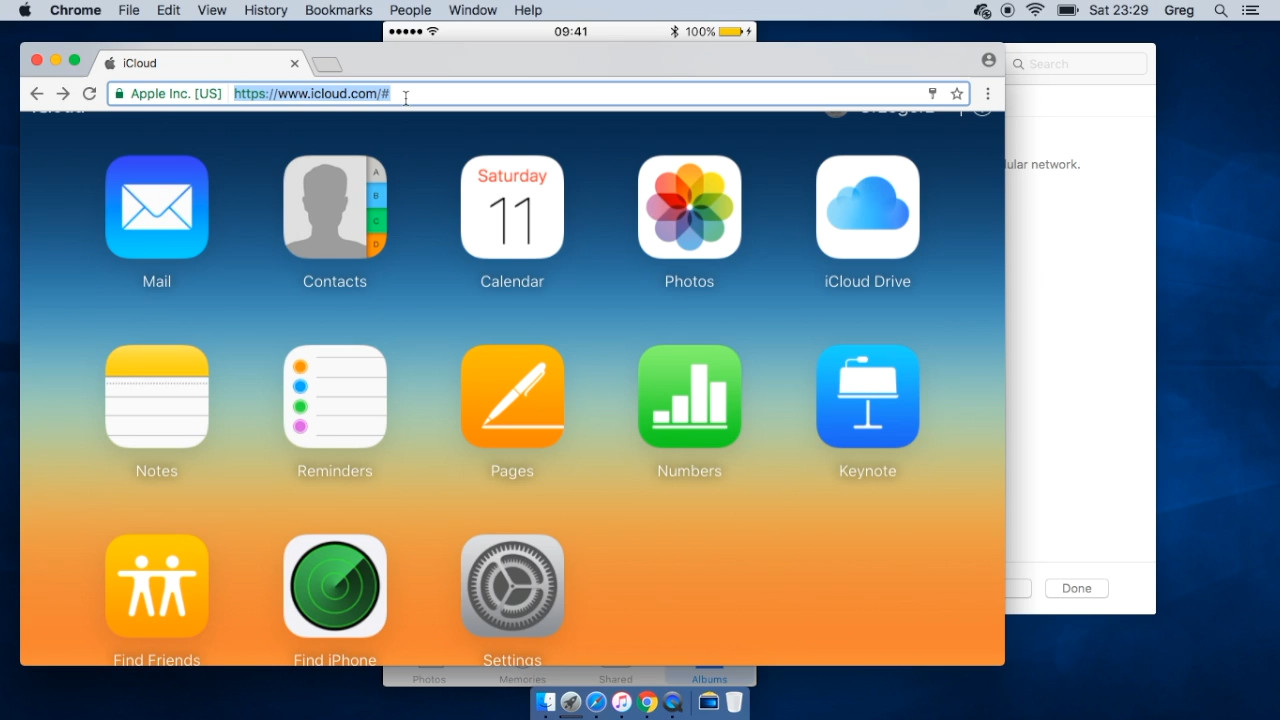 Chrome File Edit View History Bookmarks People Window Help Sat 23:29 Greg
09:41 100%
iCloud
Search
Apple Inc. [US] https://www.icloud.com/#
Saturday
11
A
B
C
D
Mail Contacts Calendar Photos iCloud Drive
ular network.
Notes Reminders Pages Numbers Keynote
Done
Find Friends Find iPhone Settings
Photos Memories Shared Albums